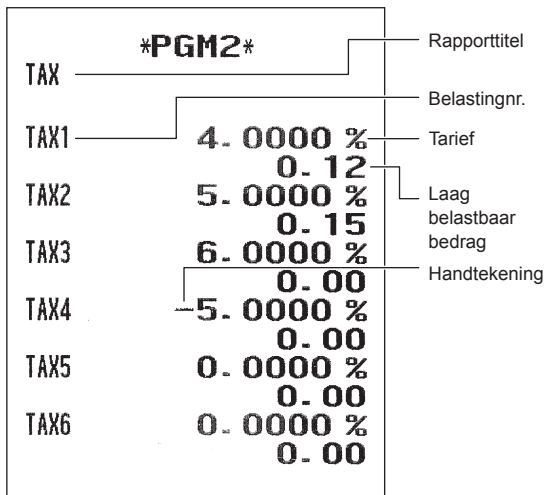 *PGM2*
TAX
TAX1 4.0000 %
0.12
TAX2 5.0000 %
0.15
TAX3 6.0000 %
0.00
TAX4 -5.0000 %
0.00
TAX5 0.0000 %
0.00
TAX6 0.0000 %
0.00
Rapporttitel
Belastingnr.
Tarief
Laag
belastbaar
bedrag
Handtekening